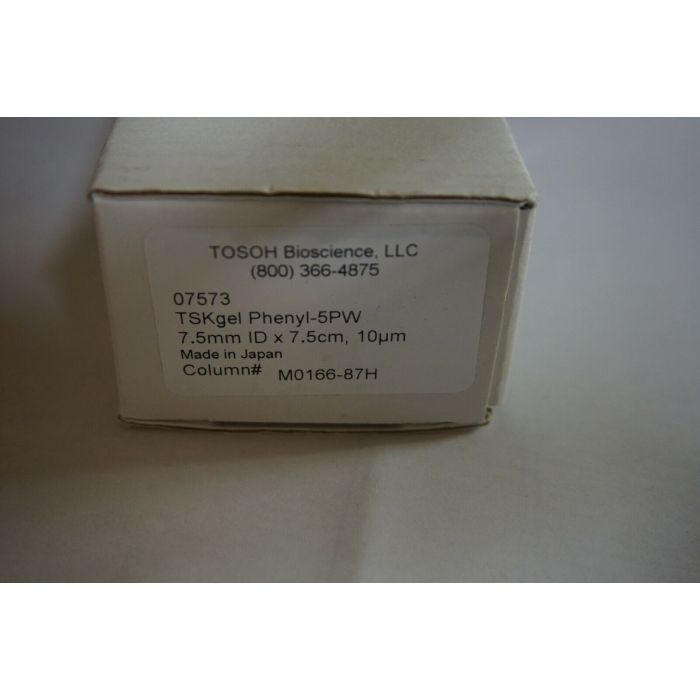 TOSOH Bioscience, LLC
(800) 366-4875
07573
TSKgel Phenyl-5PW
7.5mm ID x 7.5cm, 10µm
Made in Japan
Column# M0166-87H